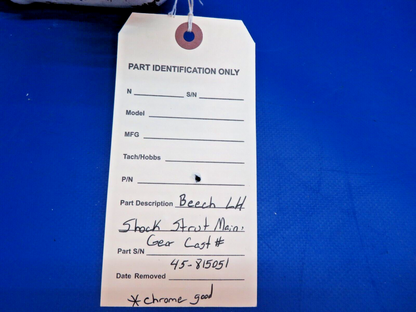 PART IDENTIFICATION ONLY
N S/N
Model
MFG
Tach/Hobbs
P/N
Part Description Beech LH
Shock Strut Main
Gear Cast #
Part S/N
45-815051
Date Removed
* chrome good